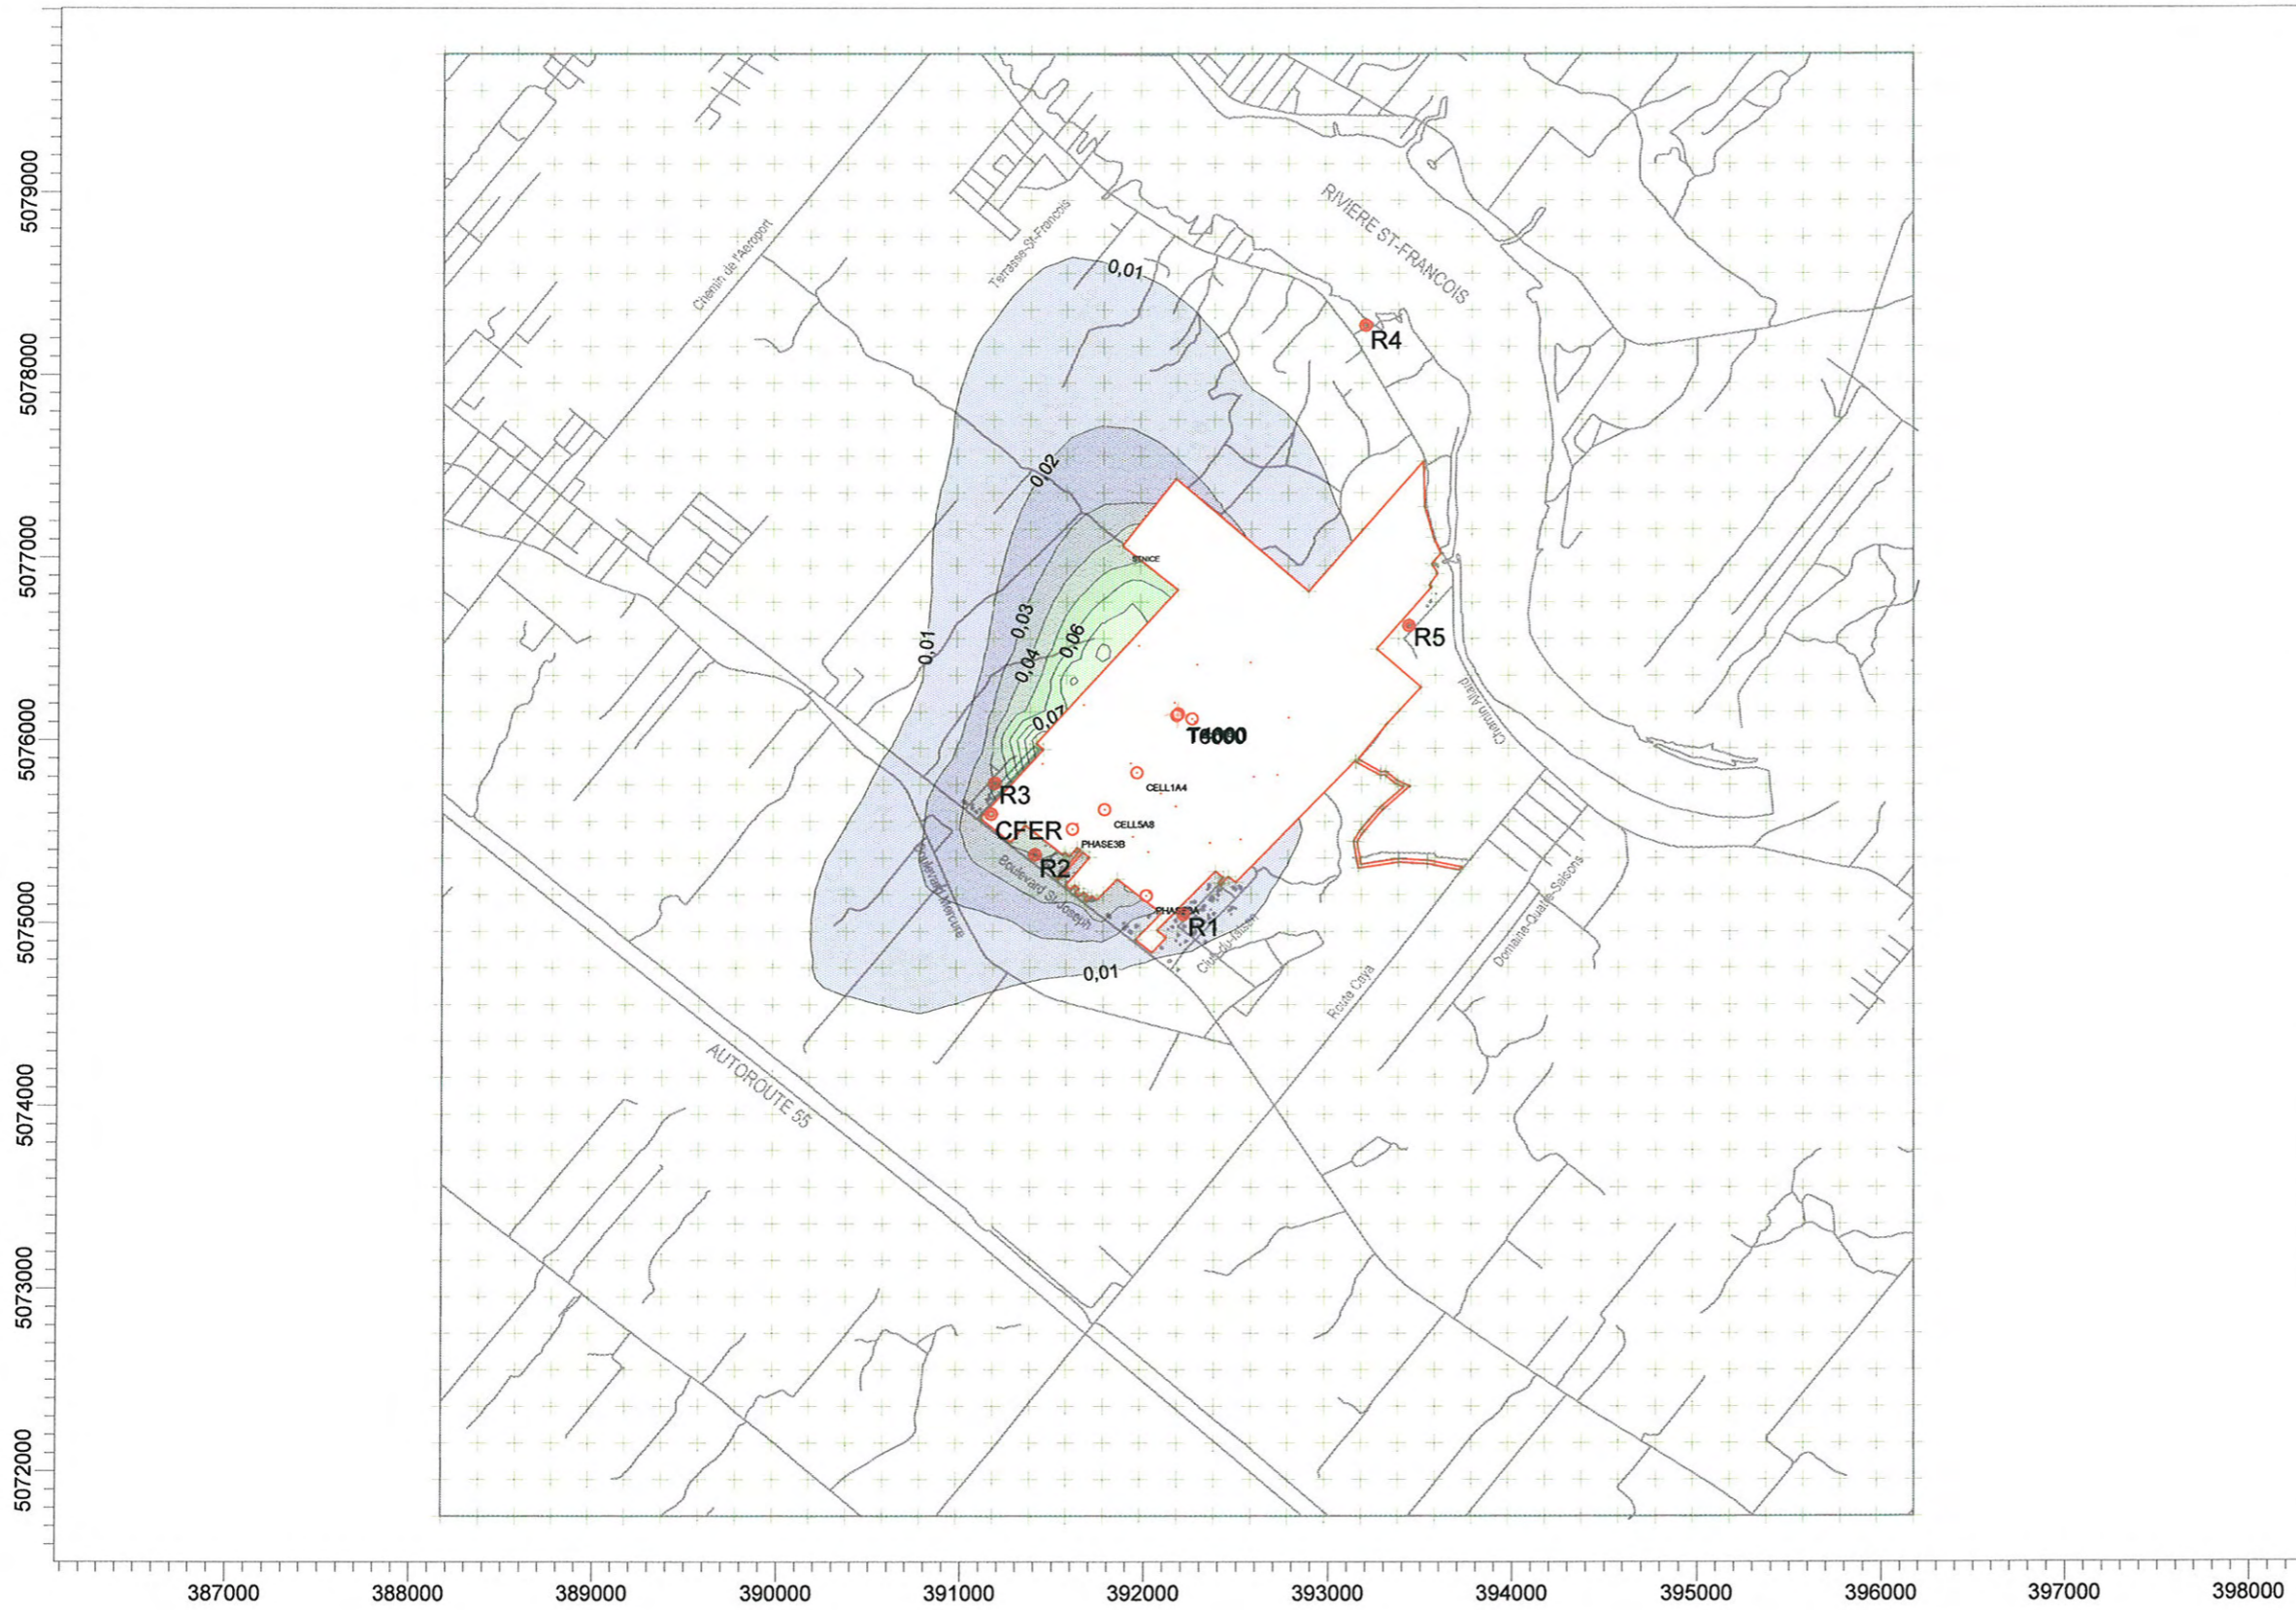 5079000
5078000
5077000
5076000
5075000
5074000
5073000
5072000
387000
388000
389000
390000
391000
392000
393000
394000
395000
396000
397000
398000
Chemin de l'Aeroport
Terrasse-St-Francois
RIVIERE ST-FRANCOIS
0,01
R4
0,02
0,03
0,04
0,06
0,07
0,01
R5
Chemin Allard
CELL1A4
CELL5A8
PHASE3B
R3
CFER
R2
R1
Boulevard Mercure
Boulevard St-Joseph
0,01
Route Caya
Domaine-Quatre-Saisons
AUTOROUTE 55